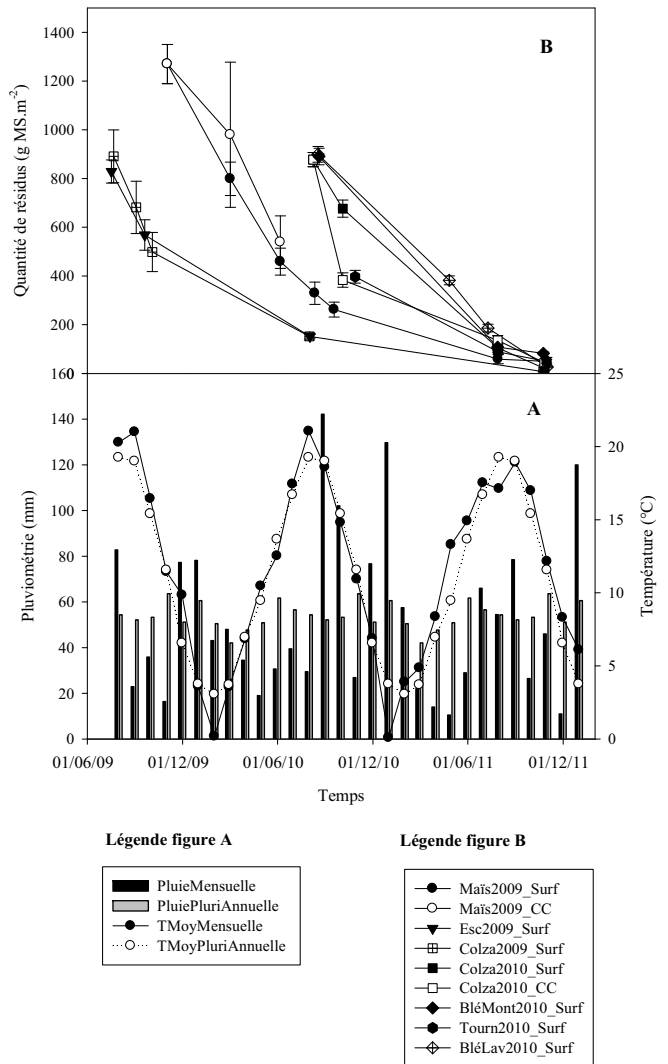 B
Quantité de résidus (g MS.m-2)
1400
1200
1000
800
600
400
200
0
A
Pluviométrie (mm)
160
140
120
100
80
60
40
20
0
Température (°C)
25
20
15
10
5
0
01/06/09 01/12/09 01/06/10 01/12/10 01/06/11 01/12/11
Temps
Légende figure A
PluieMensuelle
PluiePluriAnnuelle
TMoyMensuelle
TMoyPluriAnnuelle
Légende figure B
Maïs2009_Surf
Maïs2009_CC
Esc2009_Surf
Colza2009_Surf
Colza2010_Surf
Colza2010_CC
BléMont2010_Surf
Tourn2010_Surf
BléLav2010_Surf